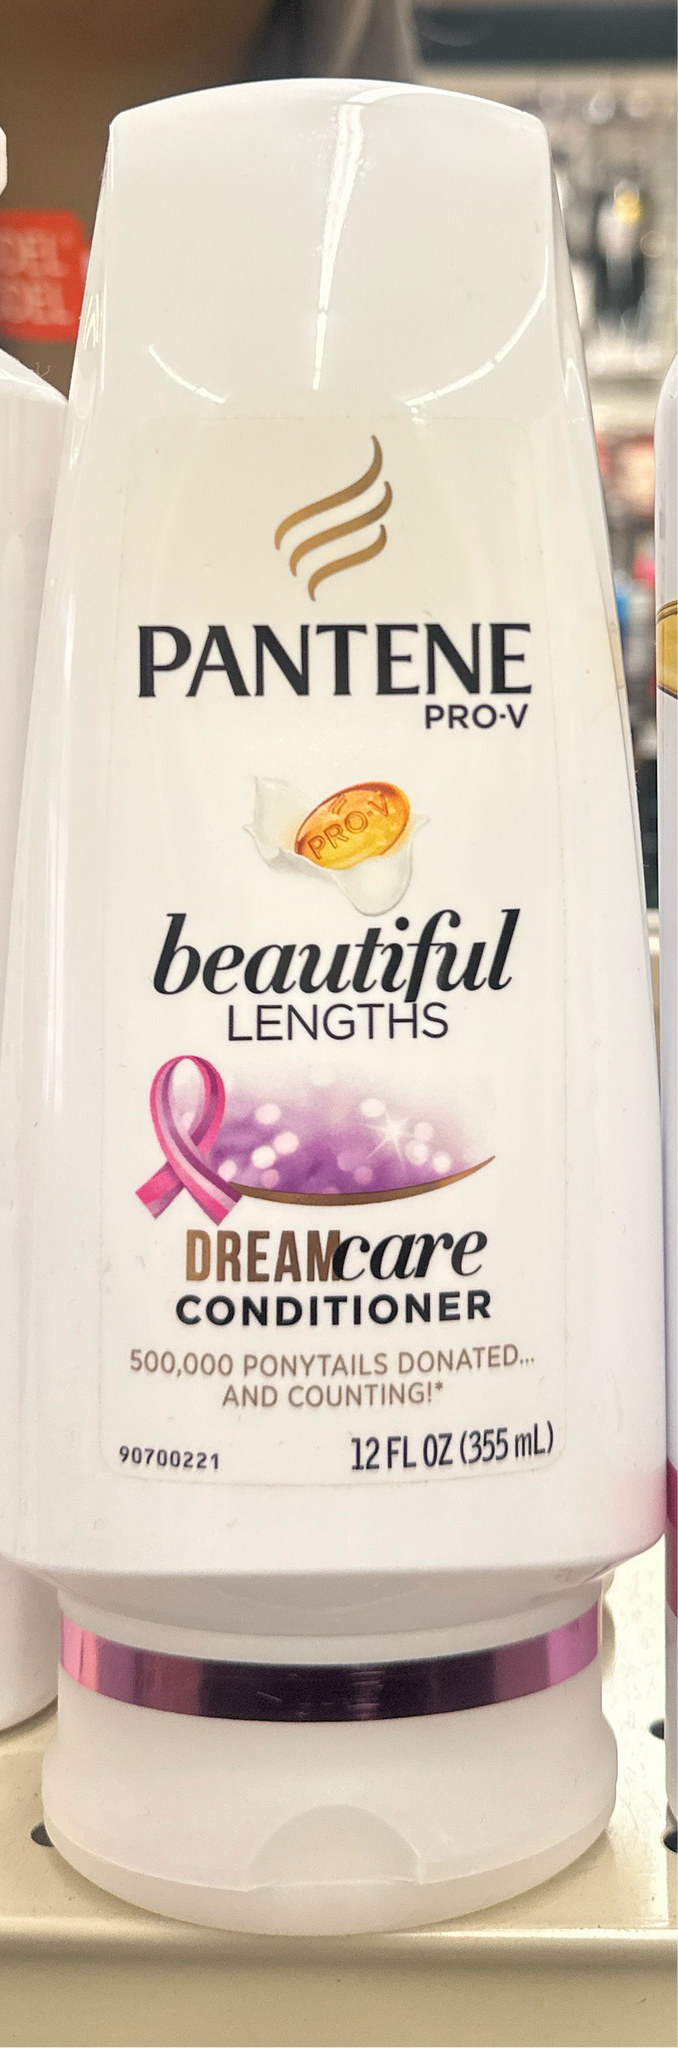 PANTENE
PRO-V
PRO-V
beautiful
LENGTHS
DREAMcare
CONDITIONER
500,000 PONYTAILS DONATED...
AND COUNTING!*
90700221 12 FL OZ (355 mL)